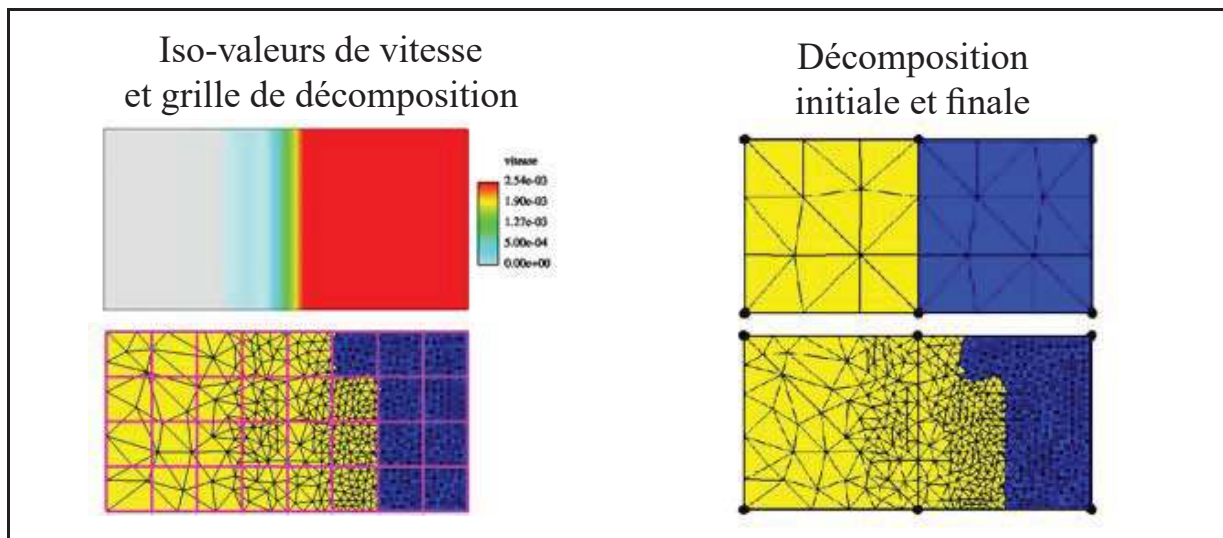 Iso-valeurs de vitesse
et grille de décomposition
vitesse
2.54e-03
1.90e-03
1.27e-03
5.00e-04
0.00e+00
Décomposition
initiale et finale